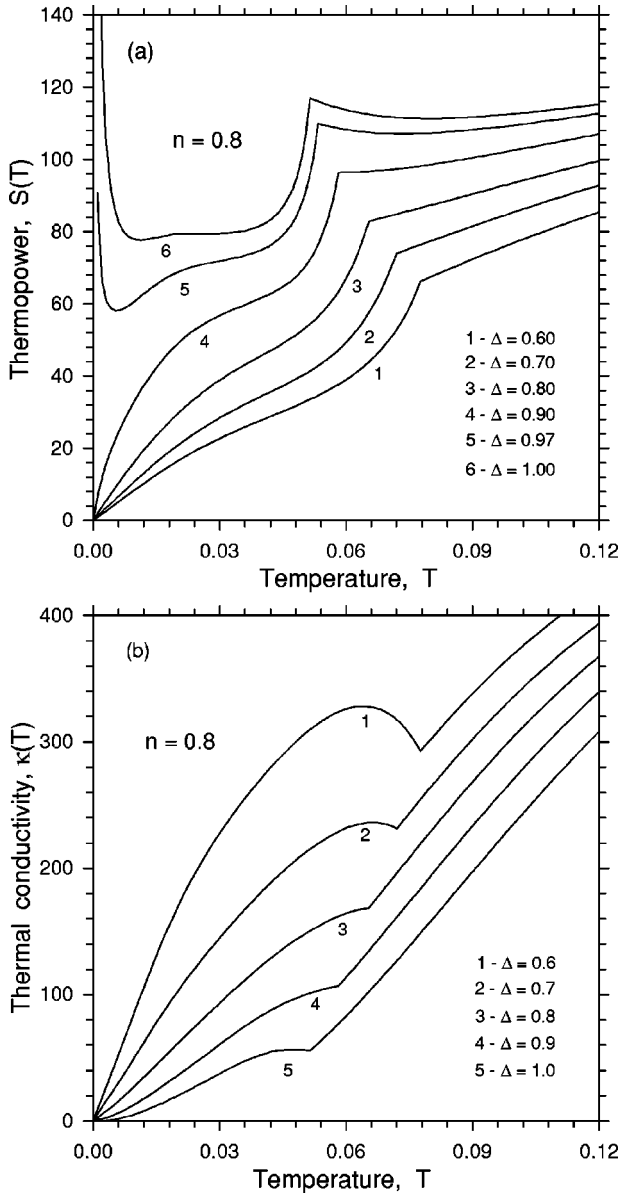 (a)
n = 0.8
Thermopower, S(T)
140
120
100
80
60
40
20
0
6
5
4
3
2
1
1 - Δ = 0.60
2 - Δ = 0.70
3 - Δ = 0.80
4 - Δ = 0.90
5 - Δ = 0.97
6 - Δ = 1.00
0.00 0.03 0.06 0.09 0.12
Temperature, T
(b)
n = 0.8
Thermal conductivity, κ(T)
400
300
200
100
0
1
2
3
4
5
1 - Δ = 0.6
2 - Δ = 0.7
3 - Δ = 0.8
4 - Δ = 0.9
5 - Δ = 1.0
0.00 0.03 0.06 0.09 0.12
Temperature, T